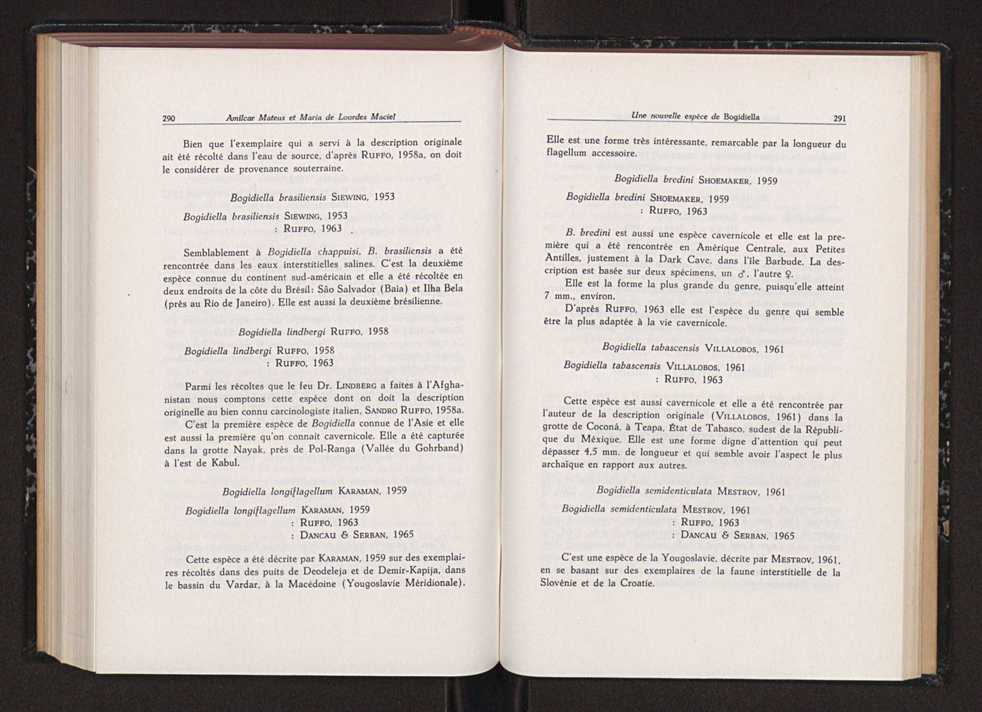 290 Amilcar Mateus et Maria de Lourdes Maciel
Bien que l'exemplaire qui a servi à la description originale
ait été récolté dans l'eau de source, d'après RUFFO, 1958a, on doit
le considérer de provenance souterraine.
Bogidiella brasiliensis SIEWING, 1953
Bogidiella brasiliensis SIEWING, 1953
: RUFFO, 1963
Semblablement à Bogidiella chappuisi, B. brasiliensis a été
rencontrée dans les eaux interstitielles salines. C'est la deuxième
espèce connue du continent sud-américain et elle a été récoltée en
deux endroits de la côte du Brésil: São Salvador (Baía) et Ilha Bela
(près au Rio de Janeiro). Elle est aussi la deuxième brésilienne.
Bogidiella lindbergi RUFFO, 1958
Bogidiella lindbergi RUFFO, 1958
: RUFFO, 1963
Parmi les récoltes que le feu Dr. LINDBERG a faites à l'Afgha-
nistan nous comptons cette espèce dont on doit la description
originelle au bien connu carcinologiste italien, SANDRO RUFFO, 1958a.
C'est la première espèce de Bogidiella connue de l'Asie et elle
est aussi la première qu'on connait cavernicole. Elle a été capturée
dans la grotte Nayak, près de Pol-Ranga (Vallée du Gohrband)
à l'est de Kabul.
Bogidiella longiflagellum KARAMAN, 1959
Bogidiella longiflagellum KARAMAN, 1959
: RUFFO, 1963
: DANCAU & SERBAN, 1965
Cette espèce a été décrite par KARAMAN, 1959 sur des exemplai-
res récoltés dans des puits de Deodeleja et de Demir-Kapija, dans
le bassin du Vardar, à la Macédoine (Yougoslavie Méridionale).
Une nouvelle espèce de Bogidiella 291
Elle est une forme très intéressante, remarcable par la longueur du
flagellum accessoire.
Bogidiella bredini SHOEMAKER, 1959
Bogidiella bredini SHOEMAKER, 1959
: RUFFO, 1963
B. bredini est aussi une espèce cavernicole et elle est la pre-
mière qui a été rencontrée en Amérique Centrale, aux Petites
Antilles, justement à la Dark Cave, dans l'île Barbude. La des-
cription est basée sur deux spécimens, un ♂, l'autre ♀.
Elle est la forme la plus grande du genre, puisqu'elle atteint
7 mm., environ.
D'après RUFFO, 1963 elle est l'espèce du genre qui semble
être la plus adaptée à la vie cavernicole.
Bogidiella tabascensis VILLALOBOS, 1961
Bogidiella tabascensis VILLALOBOS, 1961
: RUFFO, 1963
Cette espèce est aussi cavernicole et elle a été rencontrée par
l'auteur de la description originale (VILLALOBOS, 1961) dans la
grotte de Coconá, à Teapa, État de Tabasco, sudest de la Républi-
que du Méxique. Elle est une forme digne d'attention qui peut
dépasser 4,5 mm. de longueur et qui semble avoir l'aspect le plus
archaïque en rapport aux autres.
Bogidiella semidenticulata MESTROV, 1961
Bogidiella semidenticulata MESTROV, 1961
: RUFFO, 1963
: DANCAU & SERBAN, 1965
C'est une espèce de la Yougoslavie, décrite par MESTROV, 1961,
en se basant sur des exemplaires de la faune interstitielle de la
Slovénie et de la Croatie.